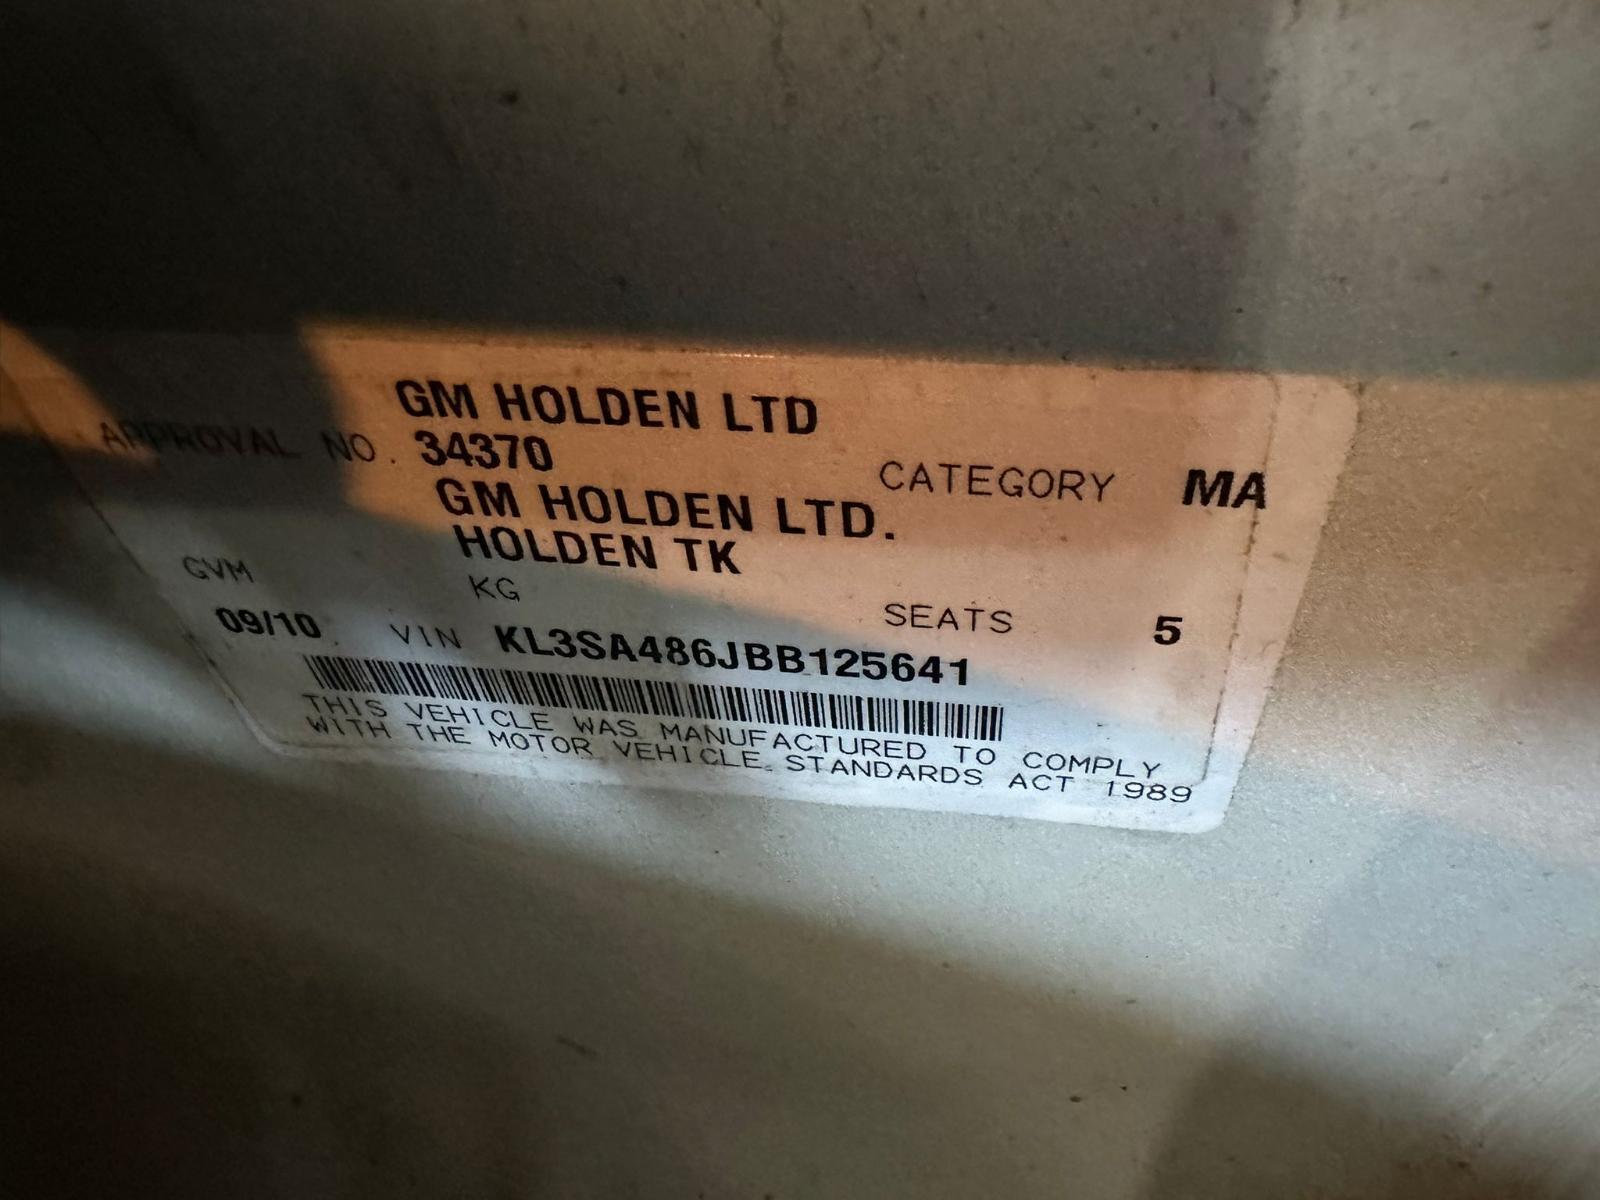 GM HOLDEN LTD
APPROVAL NO. 34370 CATEGORY MA
GM HOLDEN LTD.
HOLDEN TK
GVM KG SEATS 5
09/10 VIN KL3SA486JBB125641
THIS VEHICLE WAS MANUFACTURED TO COMPLY
WITH THE MOTOR VEHICLE STANDARDS ACT 1989